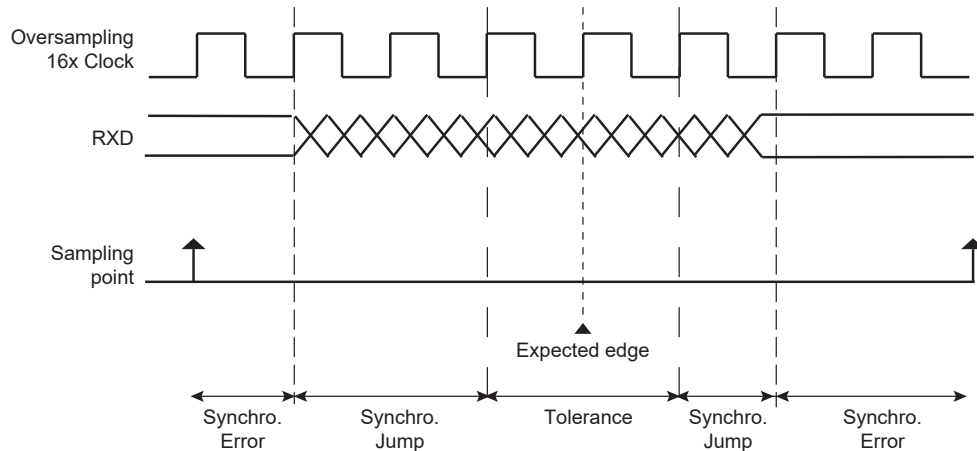 Oversampling
16x Clock
RXD
Sampling
point
Expected edge
Synchro.
Error
Synchro.
Jump
Tolerance
Synchro.
Jump
Synchro.
Error